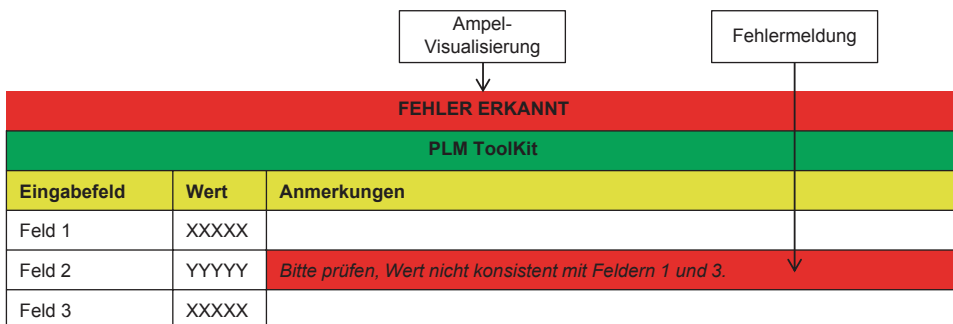 Ampel-
Visualisierung
Fehlermeldung
FEHLER ERKANNT
PLM ToolKit
Eingabefeld Wert Anmerkungen
Feld 1 XXXXX
Feld 2 YYYYY Bitte prüfen, Wert nicht konsistent mit Feldern 1 und 3.
Feld 3 XXXXX